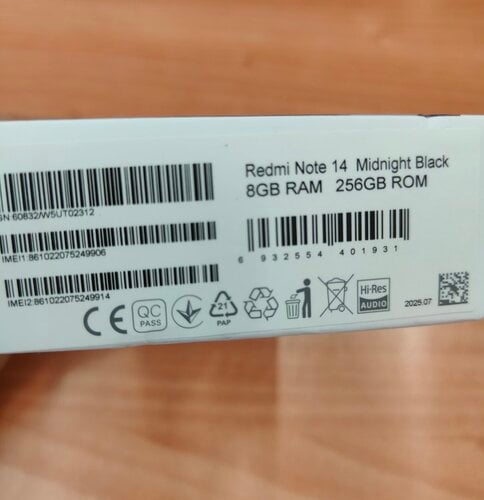 SN:60832/W5UT02312
IMEI1:861022075249906
IMEI2:861022075249914
Redmi Note 14 Midnight Black
8GB RAM 256GB ROM
6 932554 401931
CE
QC
PASS
21
PAP
Hi-Res
AUDIO
2025.07